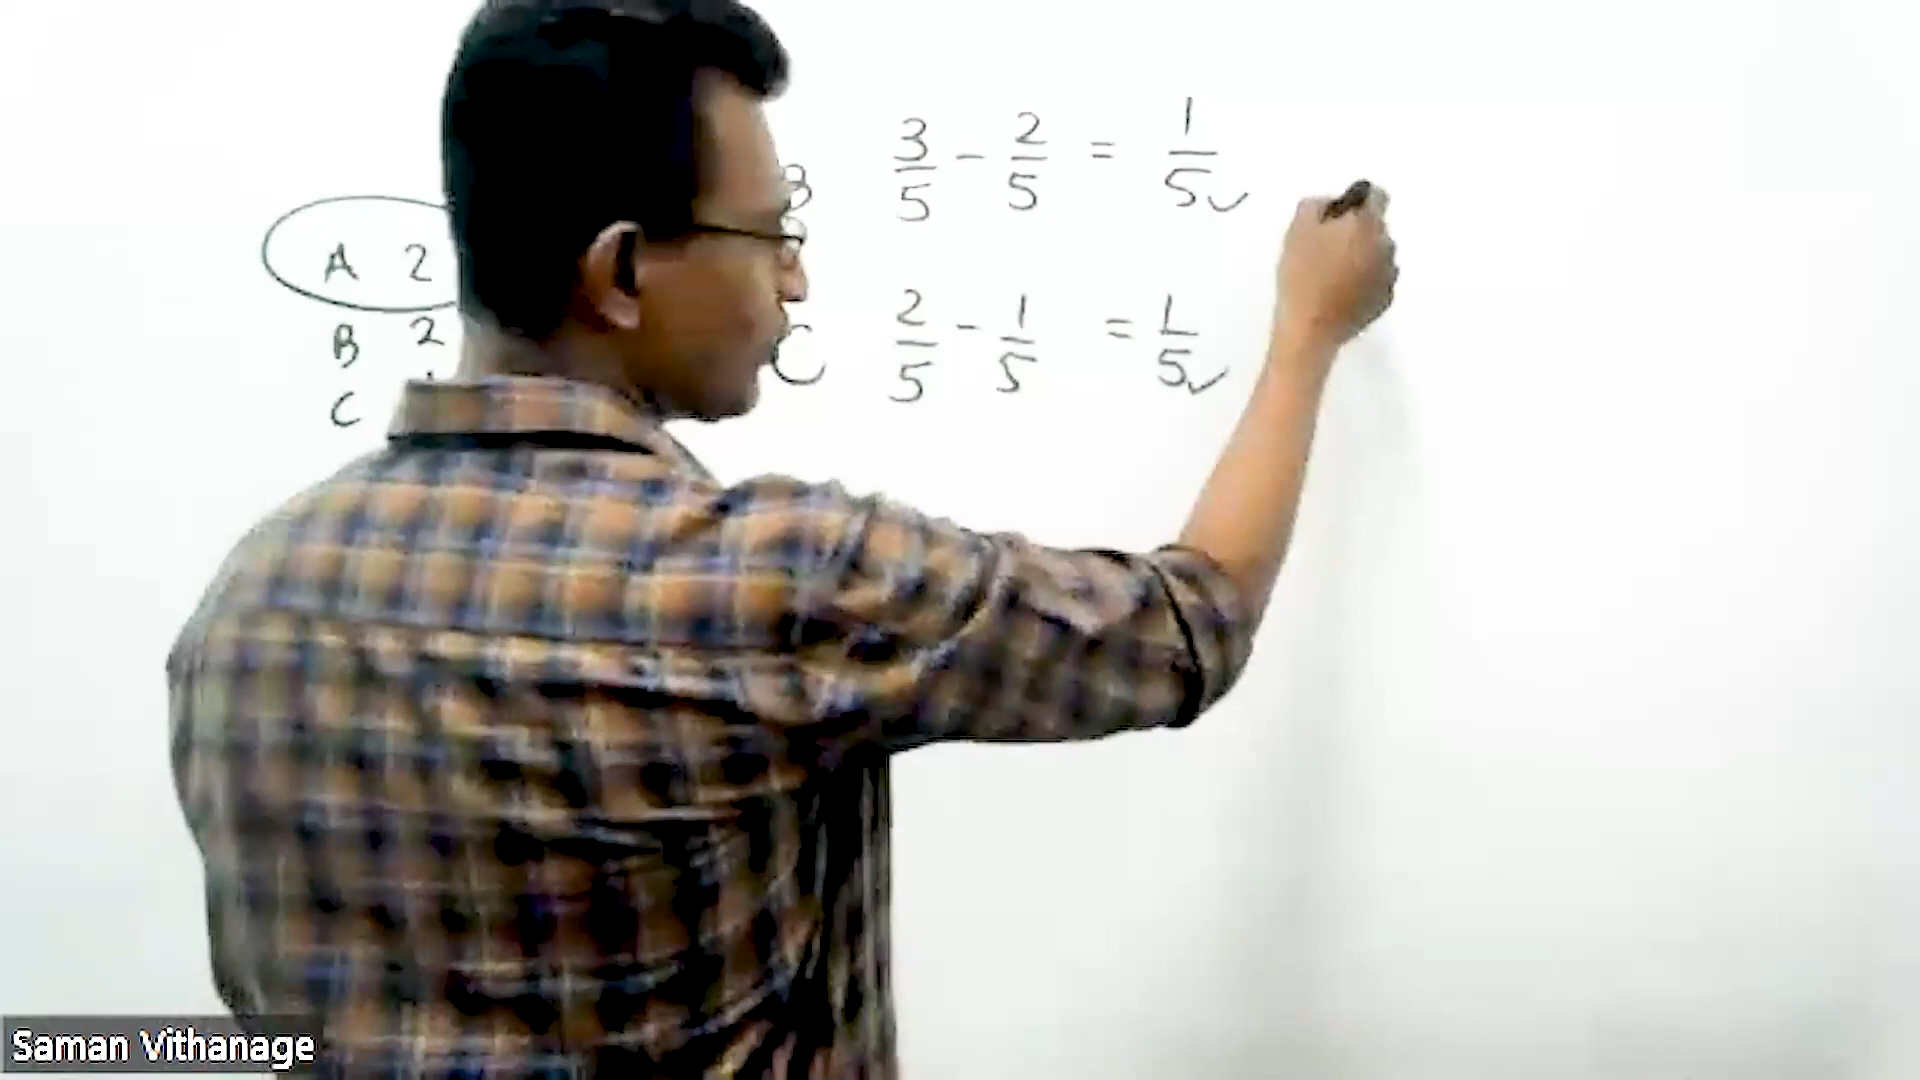 A 2
B 2
C
B 3/5 - 2/5 = 1/5 ✓
C 2/5 - 1/5 = 1/5 ✓
Saman Vithanage